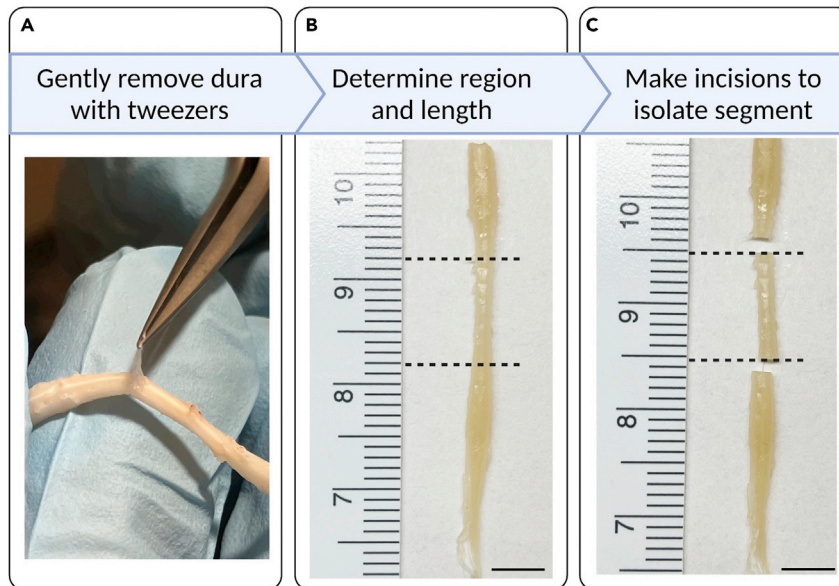 A
Gently remove dura
with tweezers
B
Determine region
and length
C
Make incisions to
isolate segment
10
9
8
7
10
9
8
7